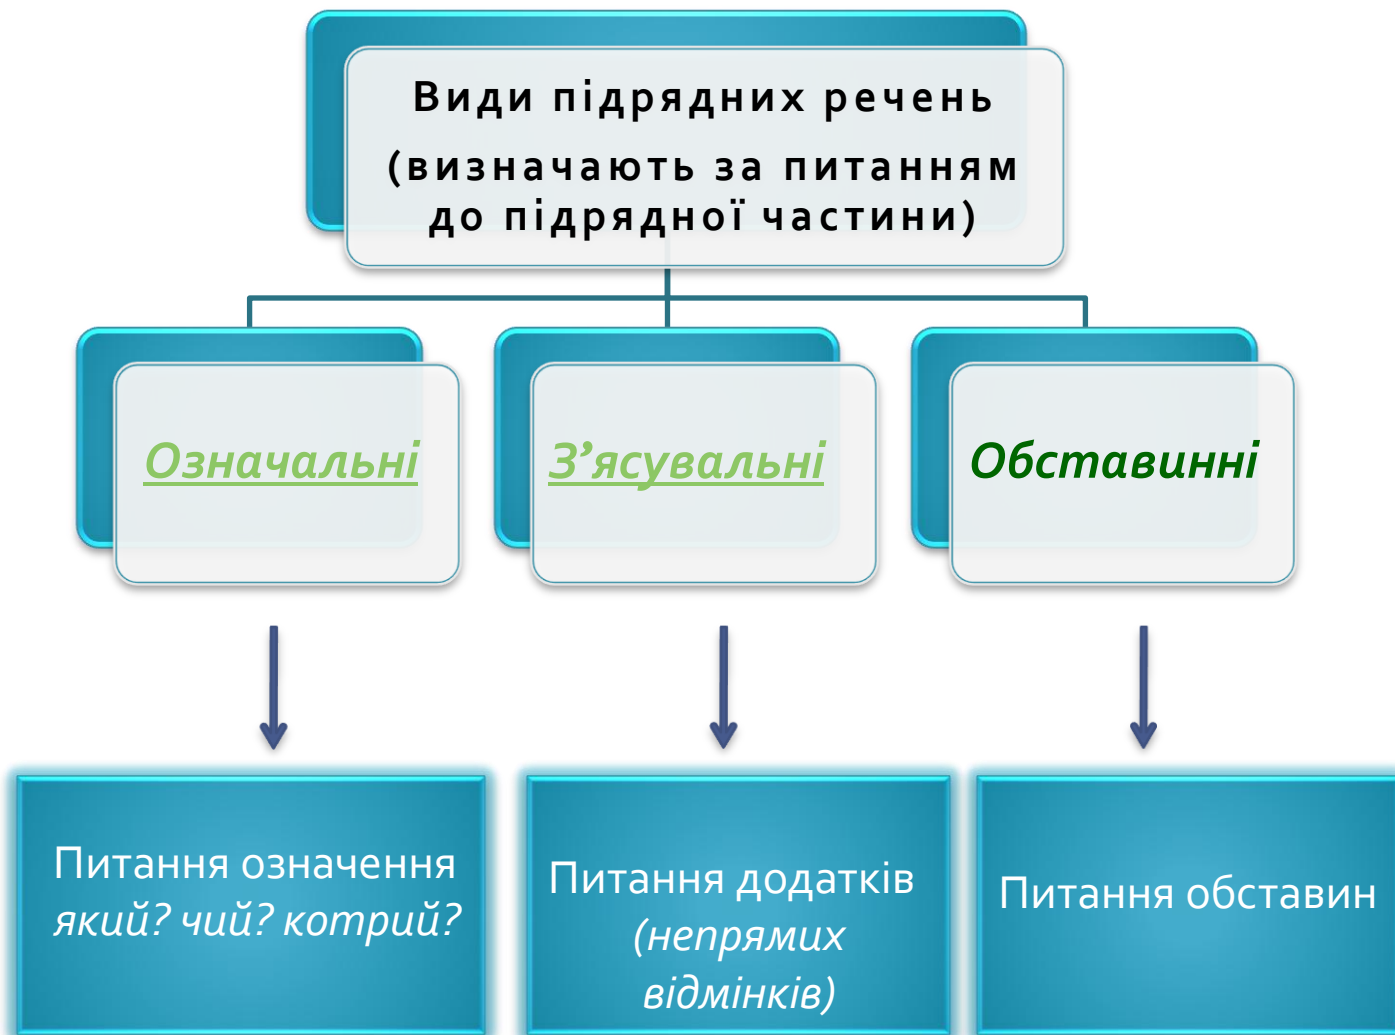 Види підрядних речень
(визначають за питанням
до підрядної частини)
Означальні
З’ясувальні
Обставинні
Питання означення
який? чий? котрий?
Питання додатків
(непрямих
відмінків)
Питання обставин